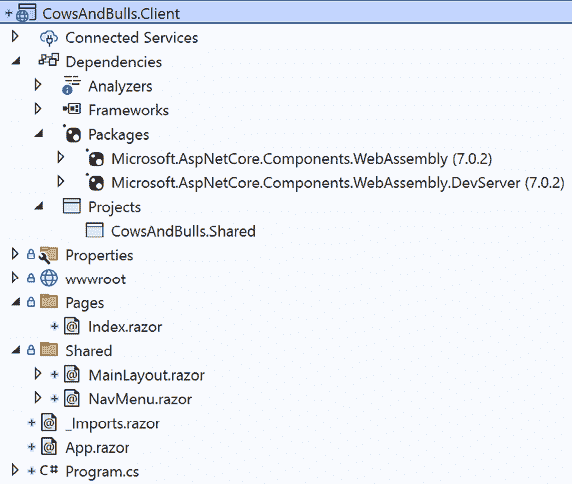 CowsAndBulls.Client
Connected Services
Dependencies
Analyzers
Frameworks
Packages
Microsoft.AspNetCore.Components.WebAssembly (7.0.2)
Microsoft.AspNetCore.Components.WebAssembly.DevServer (7.0.2)
Projects
CowsAndBulls.Shared
Properties
wwwroot
Pages
Index.razor
Shared
MainLayout.razor
NavMenu.razor
_Imports.razor
App.razor
C# Program.cs